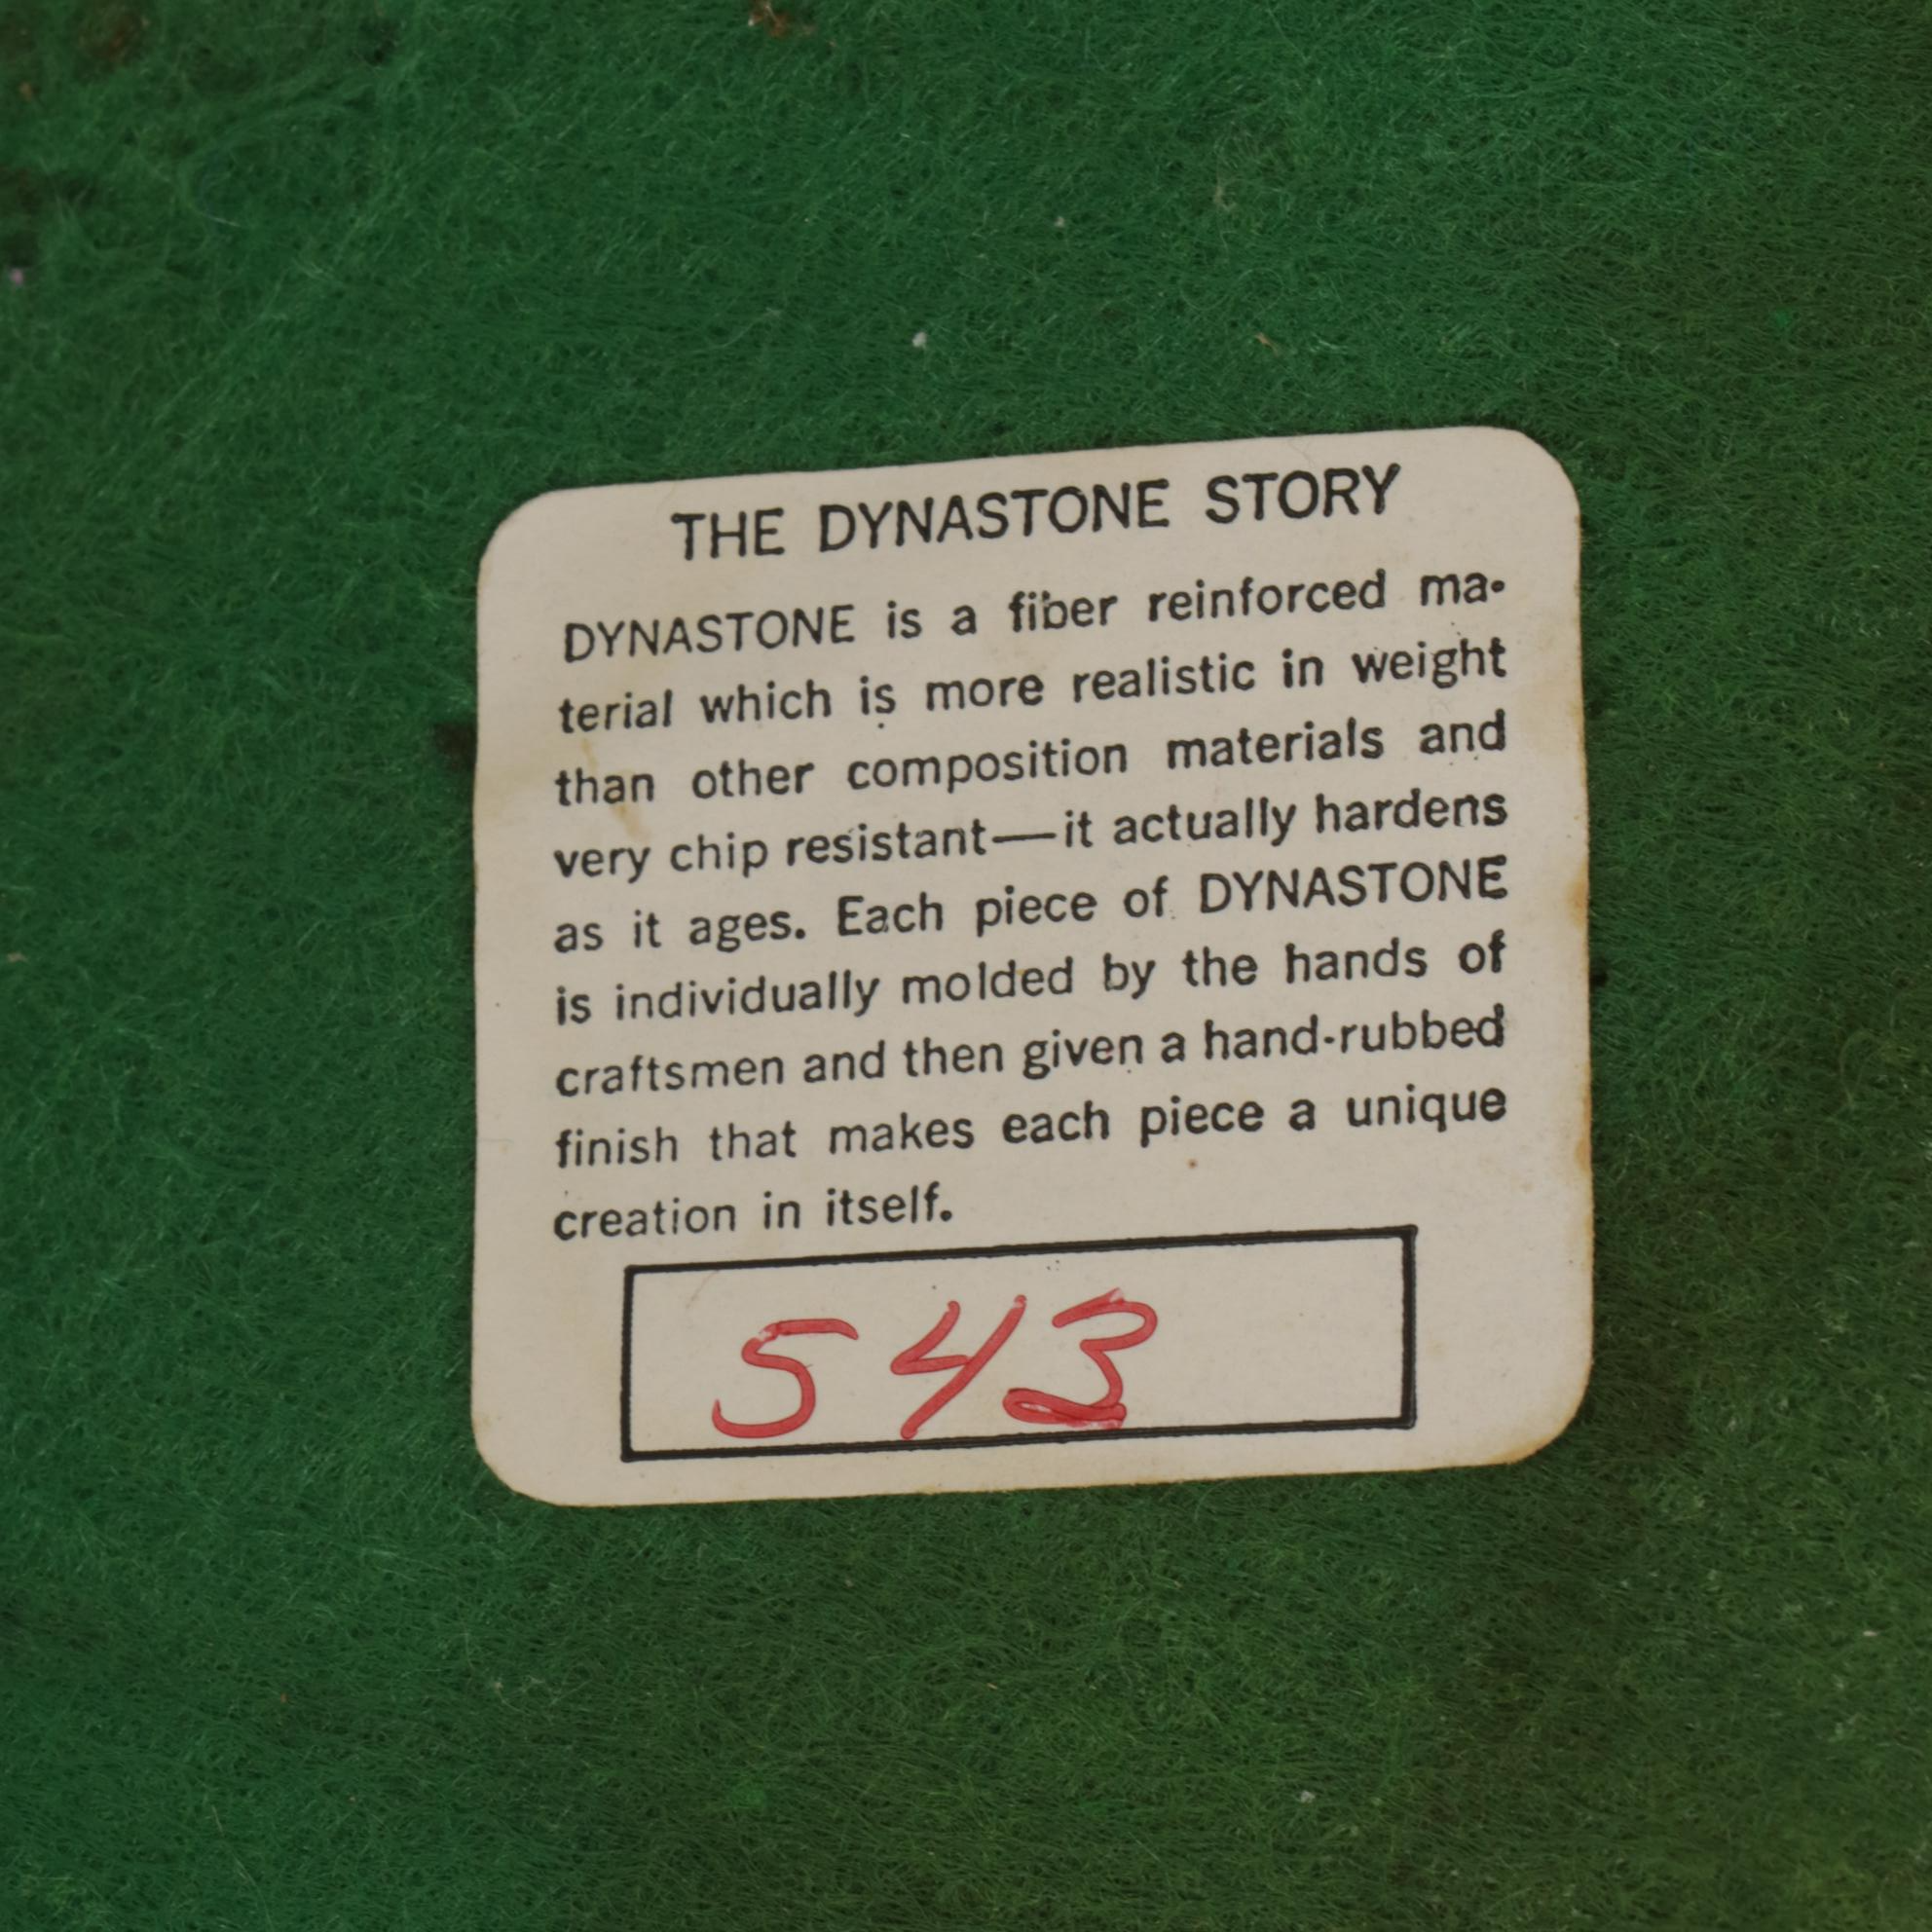 THE DYNASTONE STORY
DYNASTONE is a fiber reinforced ma-
terial which is more realistic in weight
than other composition materials and
very chip resistant—it actually hardens
as it ages. Each piece of DYNASTONE
is individually molded by the hands of
craftsmen and then given a hand-rubbed
finish that makes each piece a unique
creation in itself.
543